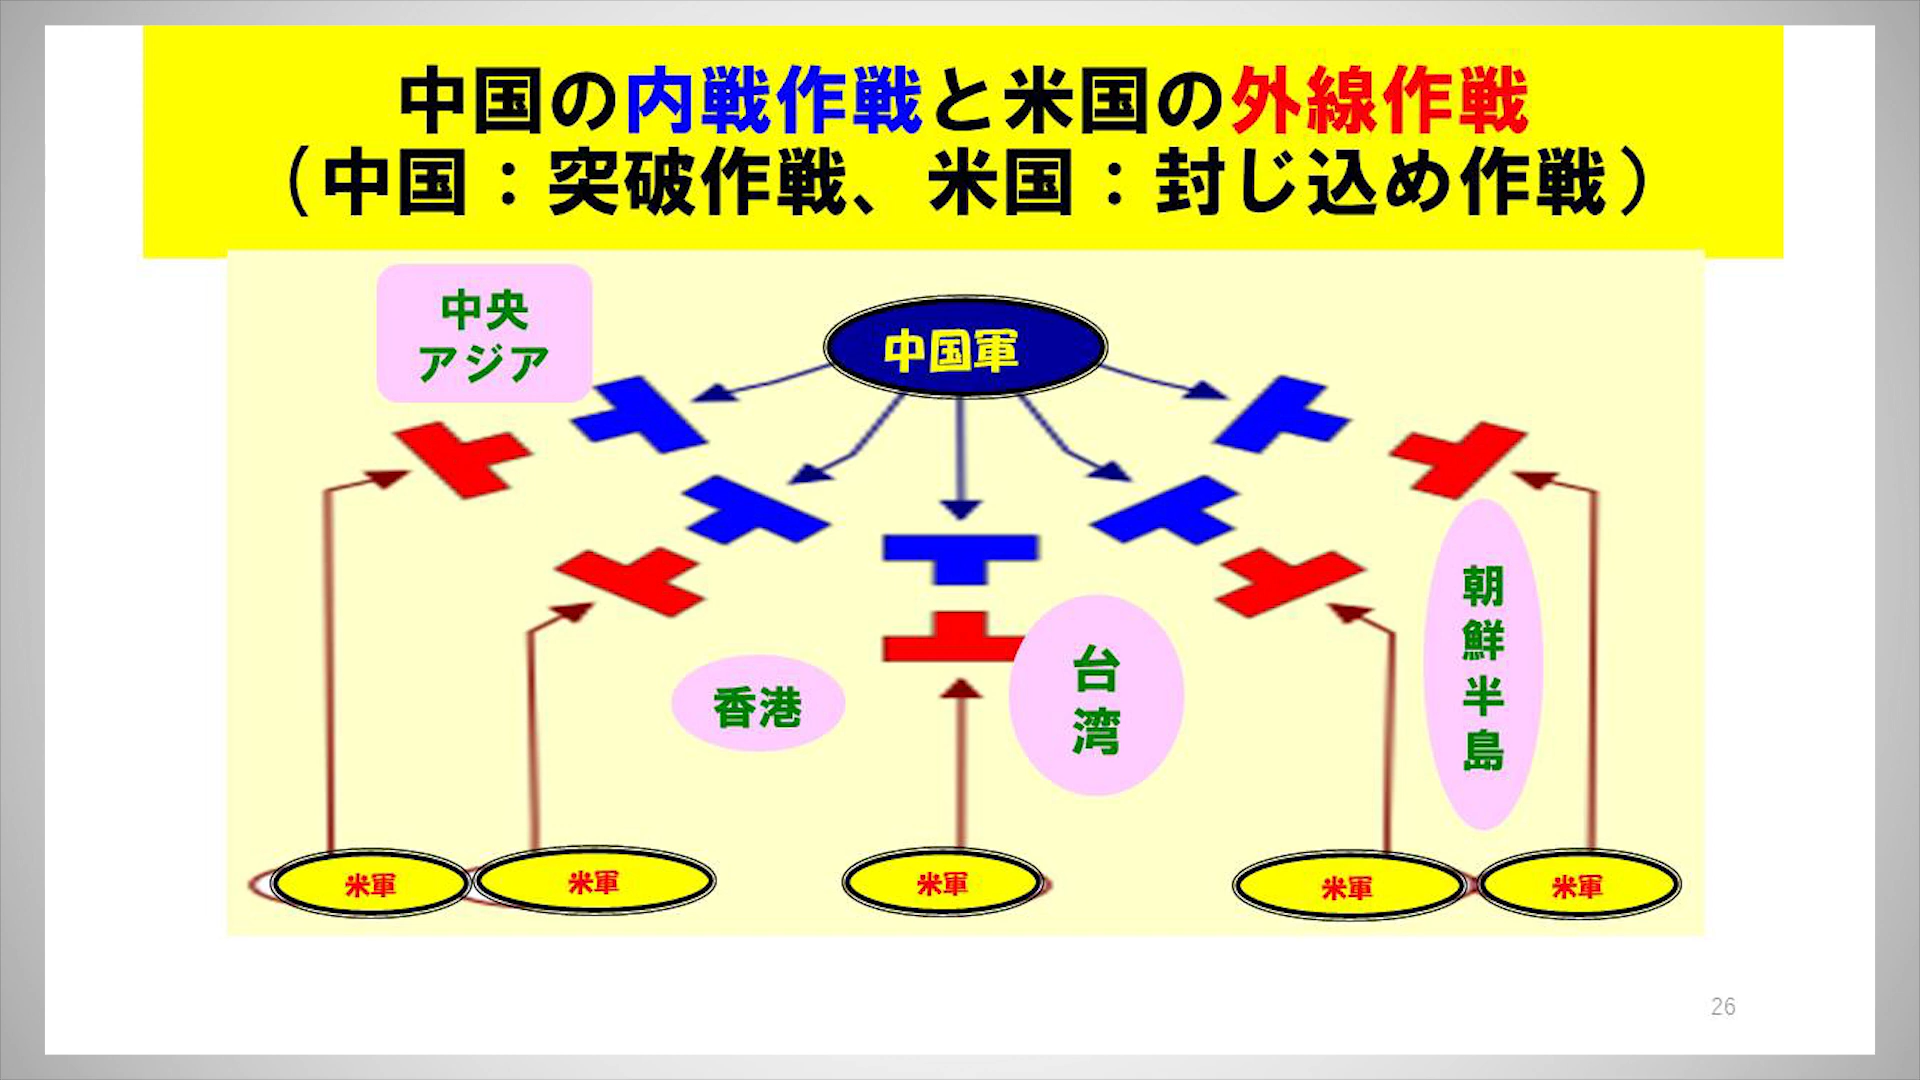 中国の内戦作戦と米国の外線作戦
（中国：突破作戦、米国：封じ込め作戦）
中央
アジア
中国軍
朝鮮半島
台湾
香港
米軍
米軍
米軍
米軍
米軍
26